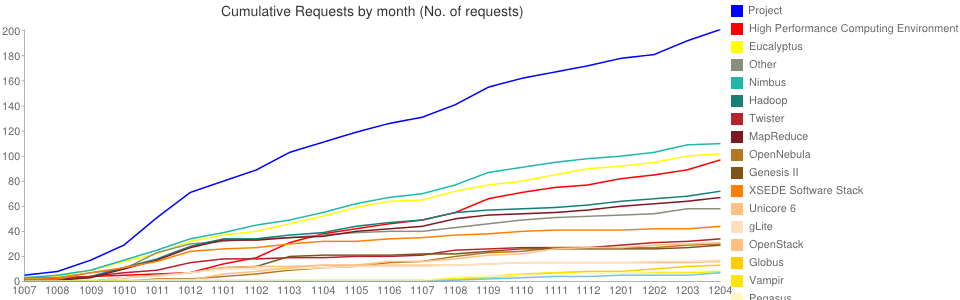 Cumulative Requests by month (No. of requests)
200
180
160
140
120
100
80
60
40
20
0
1007 1008 1009 1010 1011 1012 1101 1102 1103 1104 1105 1106 1107 1108 1109 1110 1111 1112 1201 1202 1203 1204
Project
High Performance Computing Environment
Eucalyptus
Other
Nimbus
Hadoop
Twister
MapReduce
OpenNebula
Genesis II
XSEDE Software Stack
Unicore 6
gLite
OpenStack
Globus
Vampir
Pegasus